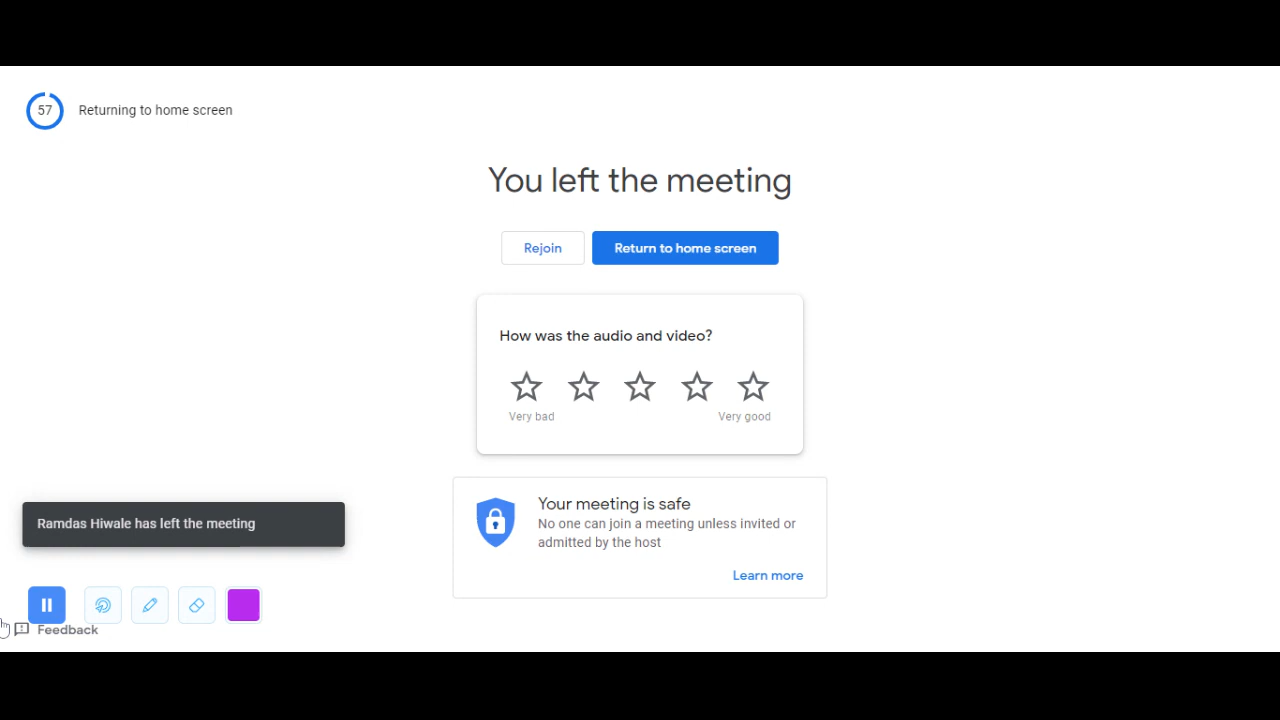 57
Returning to home screen
You left the meeting
Rejoin
Return to home screen
How was the audio and video?
Very bad
Very good
Your meeting is safe
No one can join a meeting unless invited or
admitted by the host
Learn more
Ramdas Hiwale has left the meeting
Feedback